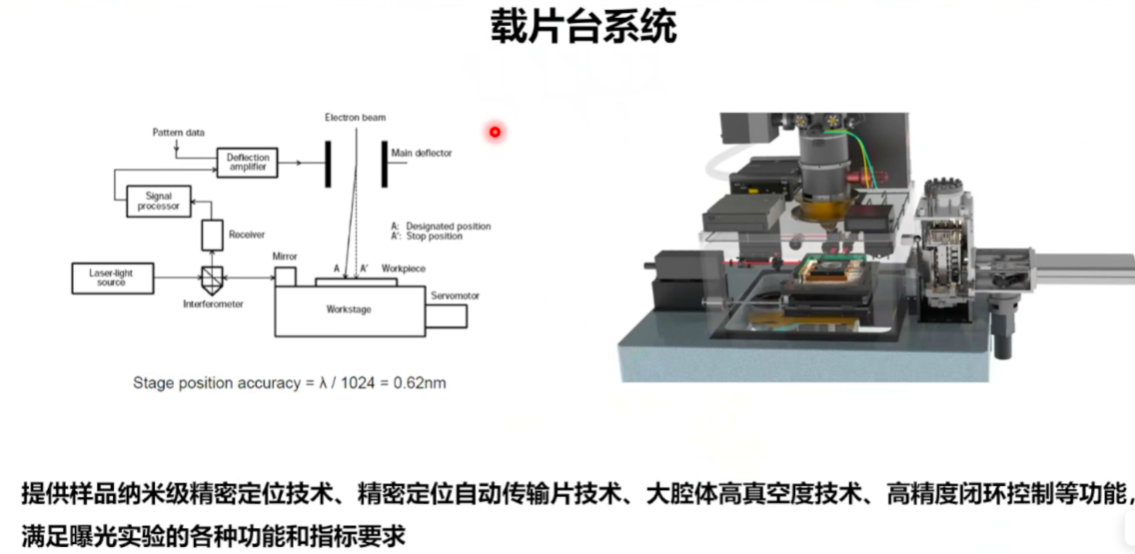 载片台系统
Electron beam
Pattern data
Deflection
amplifier
Main deflector
Signal
processor
Receiver
A: Designated position
A': Stop position
Mirror
A
A'
Workpiece
Laser-light
source
Interferometer
Servomotor
Workstage
Stage position accuracy = λ / 1024 = 0.62nm
提供样品纳米级精密定位技术、精密定位自动传输片技术、大腔体高真空度技术、高精度闭环控制等功能，
满足曝光实验的各种功能和指标要求